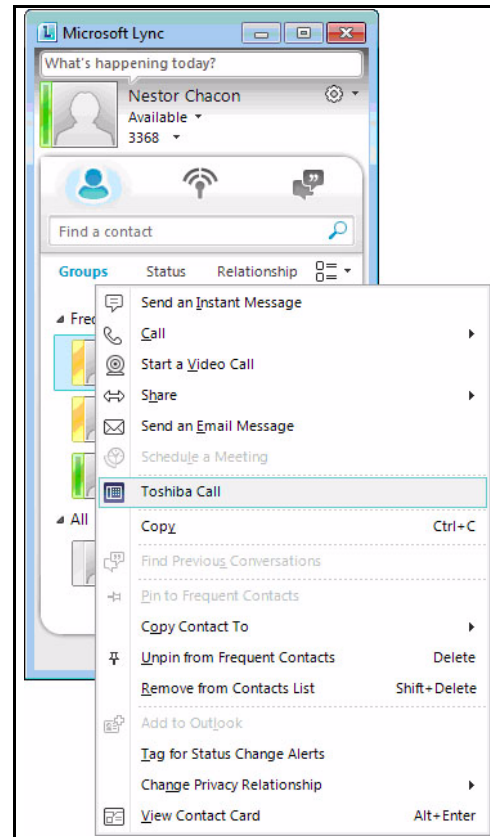 Microsoft Lync
What's happening today?
Nestor Chacon
Available
3368
Find a contact
Groups Status Relationship
Send an Instant Message
Call
Start a Video Call
Share
Send an Email Message
Schedule a Meeting
Toshiba Call
Copy Ctrl+C
Find Previous Conversations
Pin to Frequent Contacts
Copy Contact To
Unpin from Frequent Contacts Delete
Remove from Contacts List Shift+Delete
Add to Outlook
Tag for Status Change Alerts
Change Privacy Relationship
View Contact Card Alt+Enter
All